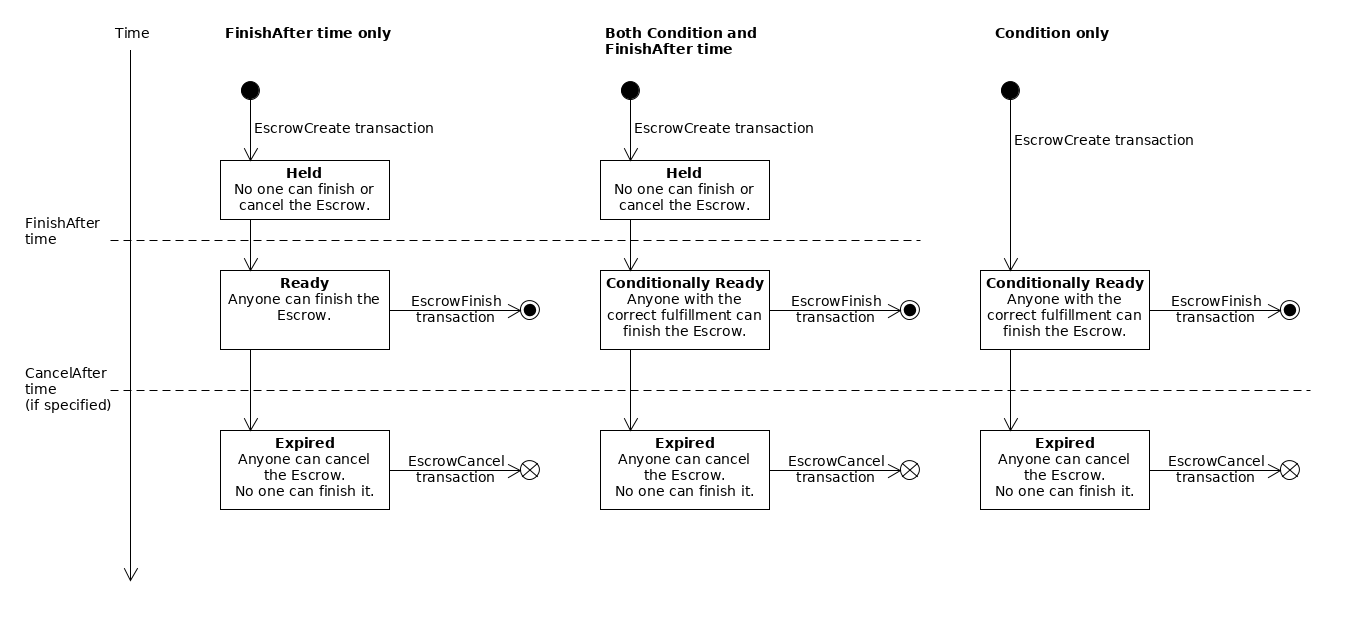 Time
FinishAfter time only
Both Condition and
FinishAfter time
Condition only
EscrowCreate transaction
EscrowCreate transaction
EscrowCreate transaction
Held
No one can finish or
cancel the Escrow.
Held
No one can finish or
cancel the Escrow.
FinishAfter
time
Ready
Anyone can finish the
Escrow.
EscrowFinish
transaction
Conditionally Ready
Anyone with the
correct fulfillment can
finish the Escrow.
EscrowFinish
transaction
Conditionally Ready
Anyone with the
correct fulfillment can
finish the Escrow.
EscrowFinish
transaction
CancelAfter
time
(if specified)
Expired
Anyone can cancel
the Escrow.
No one can finish it.
EscrowCancel
transaction
Expired
Anyone can cancel
the Escrow.
No one can finish it.
EscrowCancel
transaction
Expired
Anyone can cancel
the Escrow.
No one can finish it.
EscrowCancel
transaction